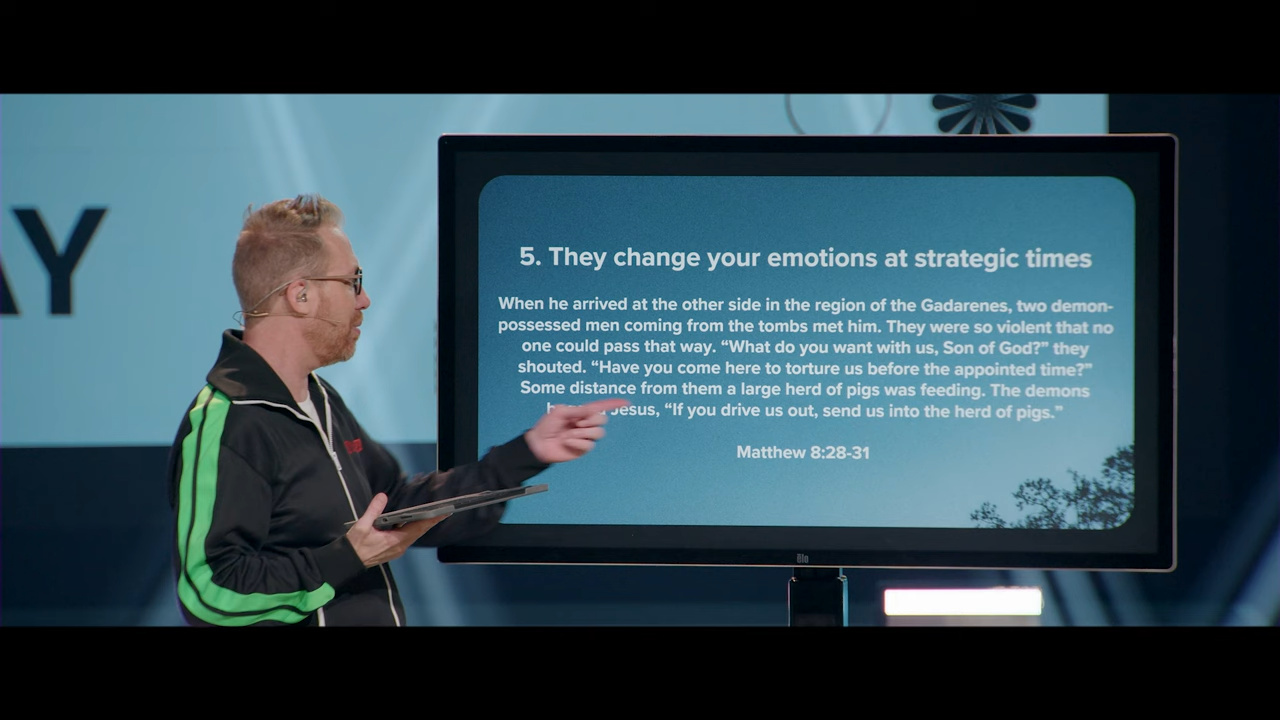 AY
5. They change your emotions at strategic times
When he arrived at the other side in the region of the Gadarenes, two demon-
possessed men coming from the tombs met him. They were so violent that no
one could pass that way. “What do you want with us, Son of God?” they
shouted. “Have you come here to torture us before the appointed time?”
Some distance from them a large herd of pigs was feeding. The demons
Jesus, “If you drive us out, send us into the herd of pigs.”
Matthew 8:28-31
elo